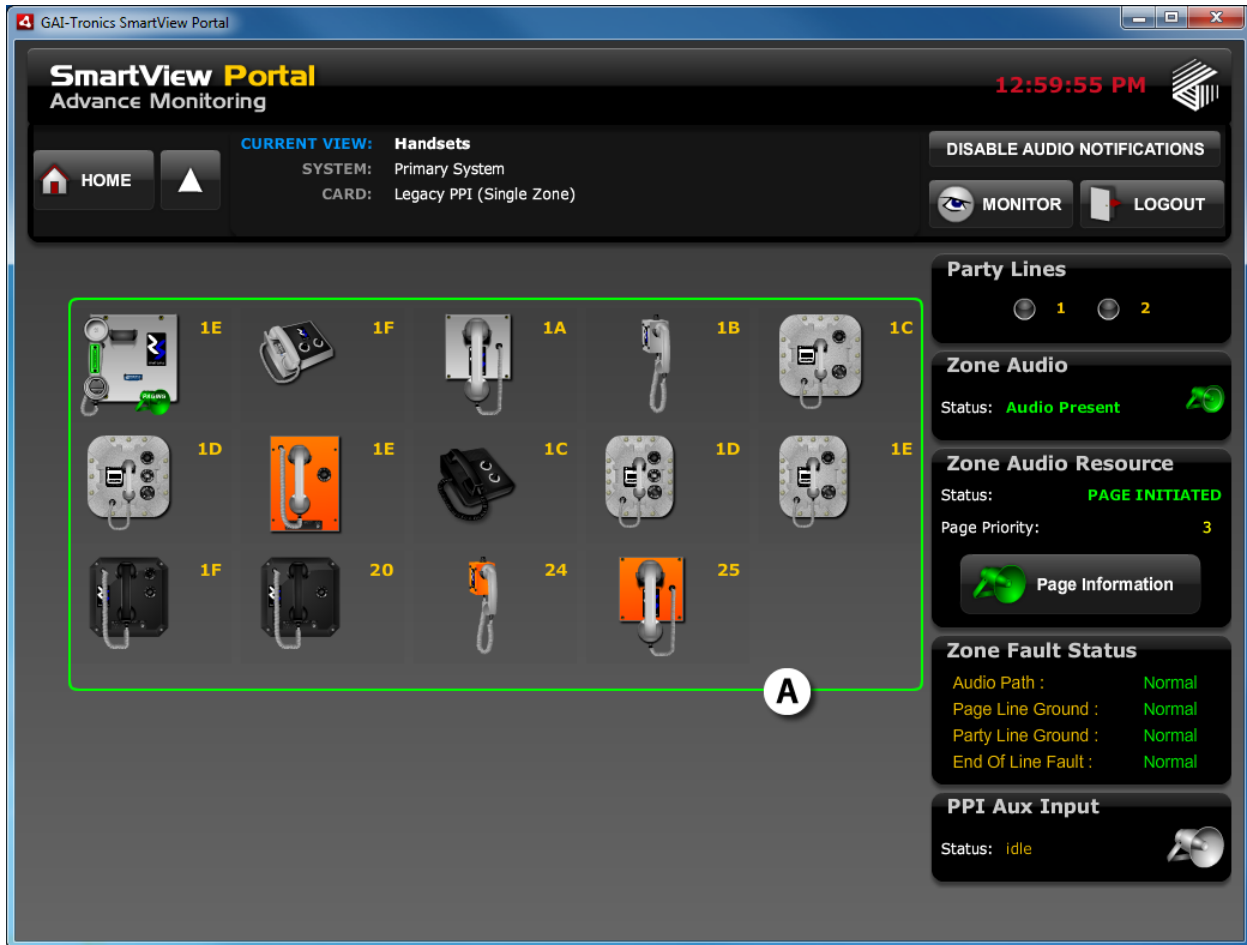 GAI-Tronics SmartView Portal
SmartView Portal
Advance Monitoring
12:59:55 PM
HOME
CURRENT VIEW: Handsets
SYSTEM: Primary System
CARD: Legacy PPI (Single Zone)
DISABLE AUDIO NOTIFICATIONS
MONITOR
LOGOUT
1E 1F 1A 1B 1C
1D 1E 1C 1D 1E
1F 20 24 25
A
Party Lines
1 2
Zone Audio
Status: Audio Present
Zone Audio Resource
Status: PAGE INITIATED
Page Priority: 3
Page Information
Zone Fault Status
Audio Path : Normal
Page Line Ground : Normal
Party Line Ground : Normal
End Of Line Fault : Normal
PPI Aux Input
Status: idle